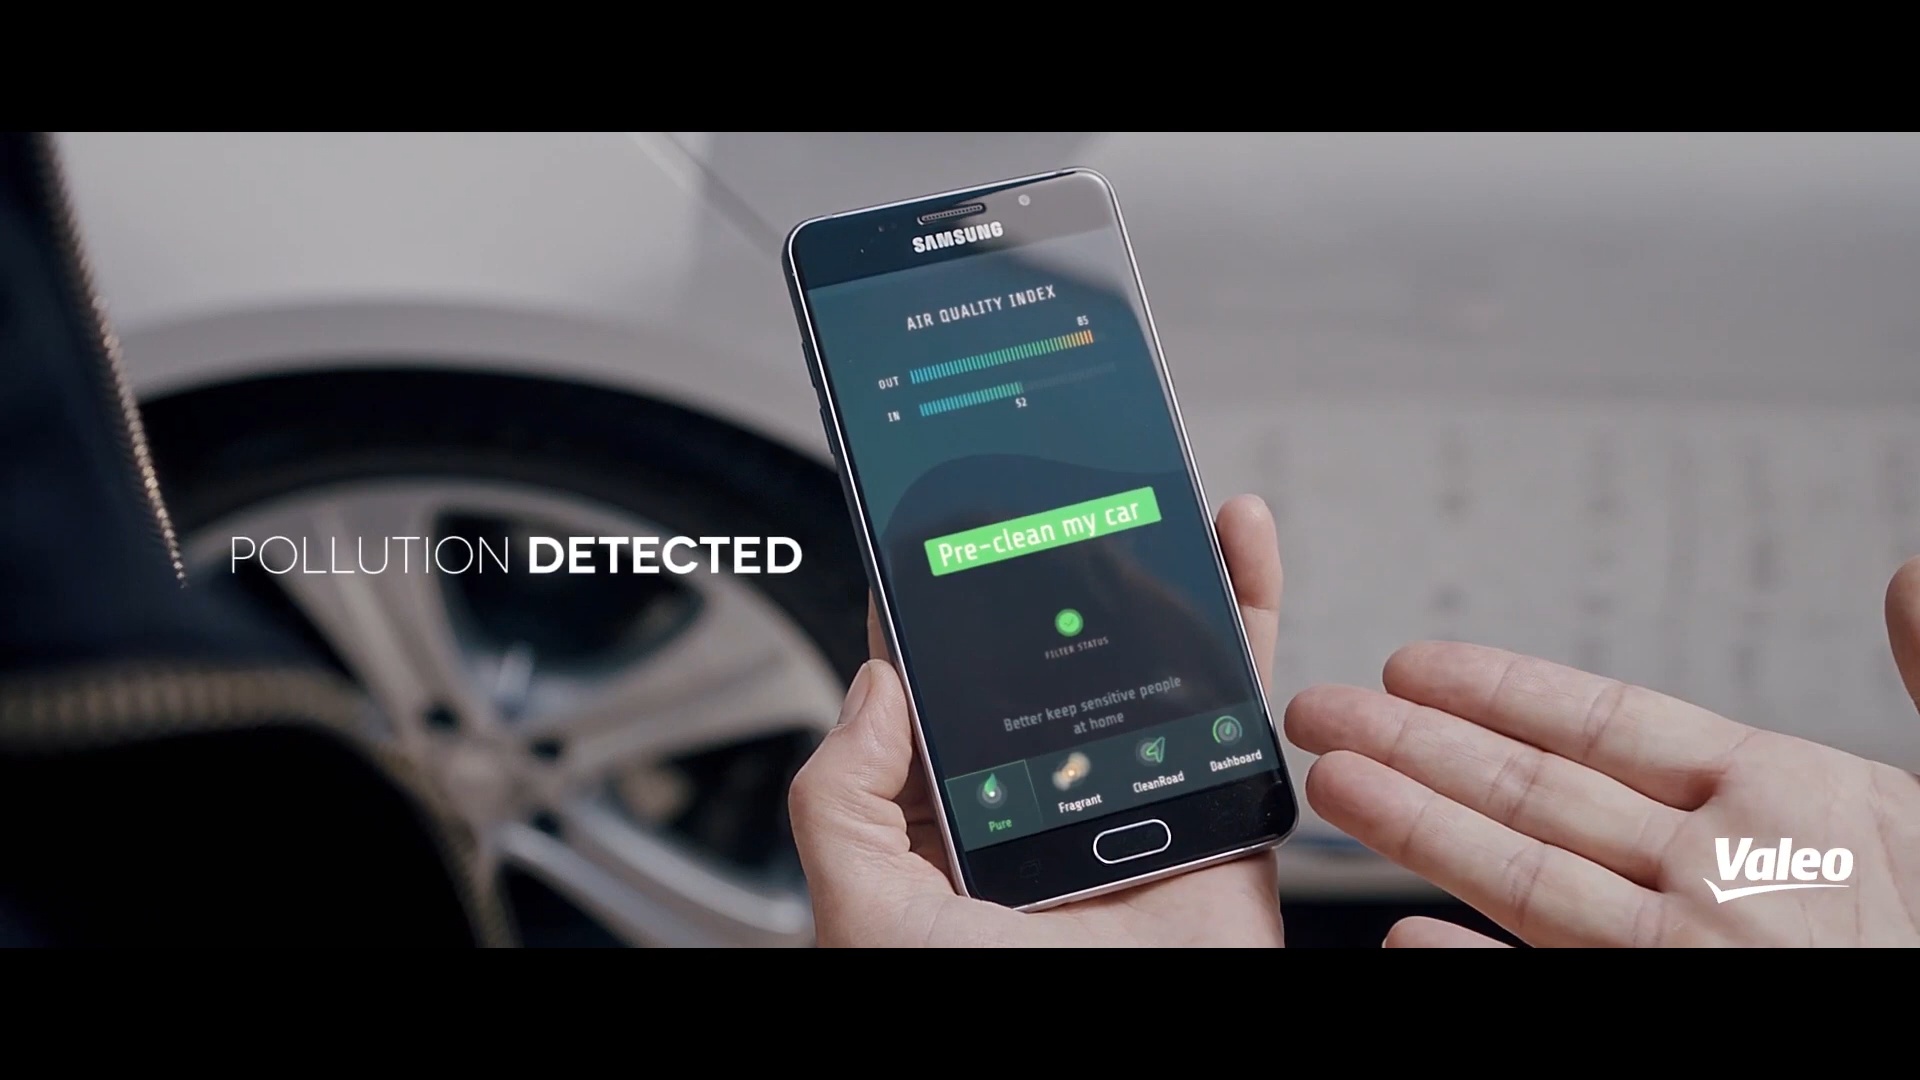 SAMSUNG
AIR QUALITY INDEX
85
OUT
IN
52
Pre-clean my car
FILTER STATUS
Better keep sensitive people
at home
Pure
Fragrant
CleanRoad
Dashboard
POLLUTION DETECTED
Valeo